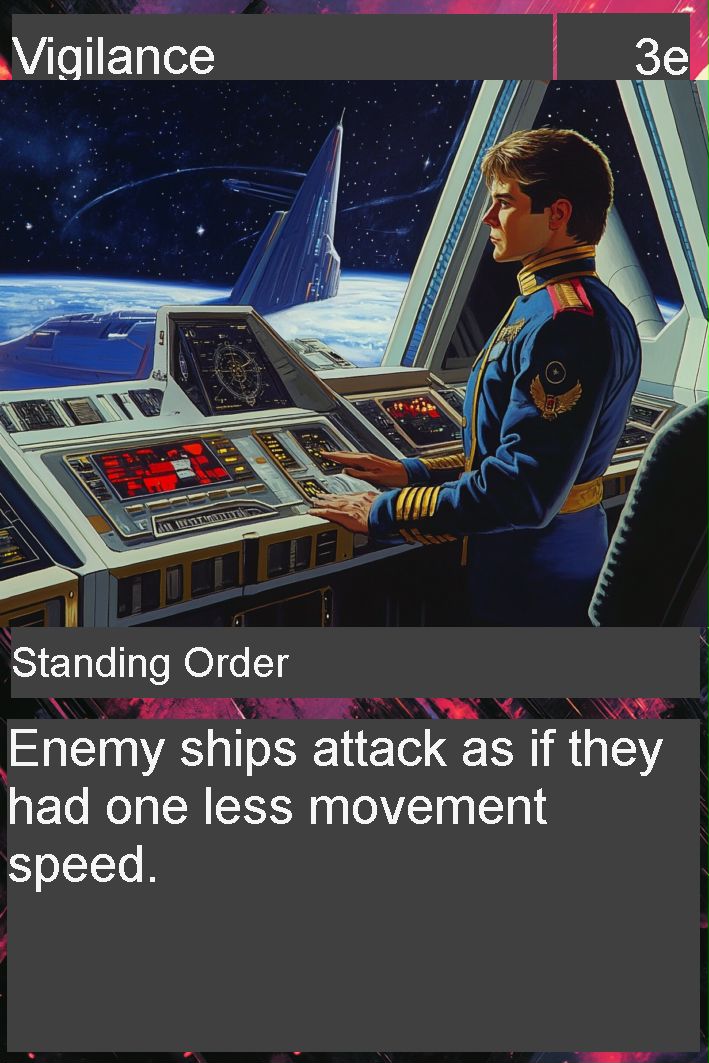 Vigilance
3e
Standing Order
Enemy ships attack as if they
had one less movement
speed.